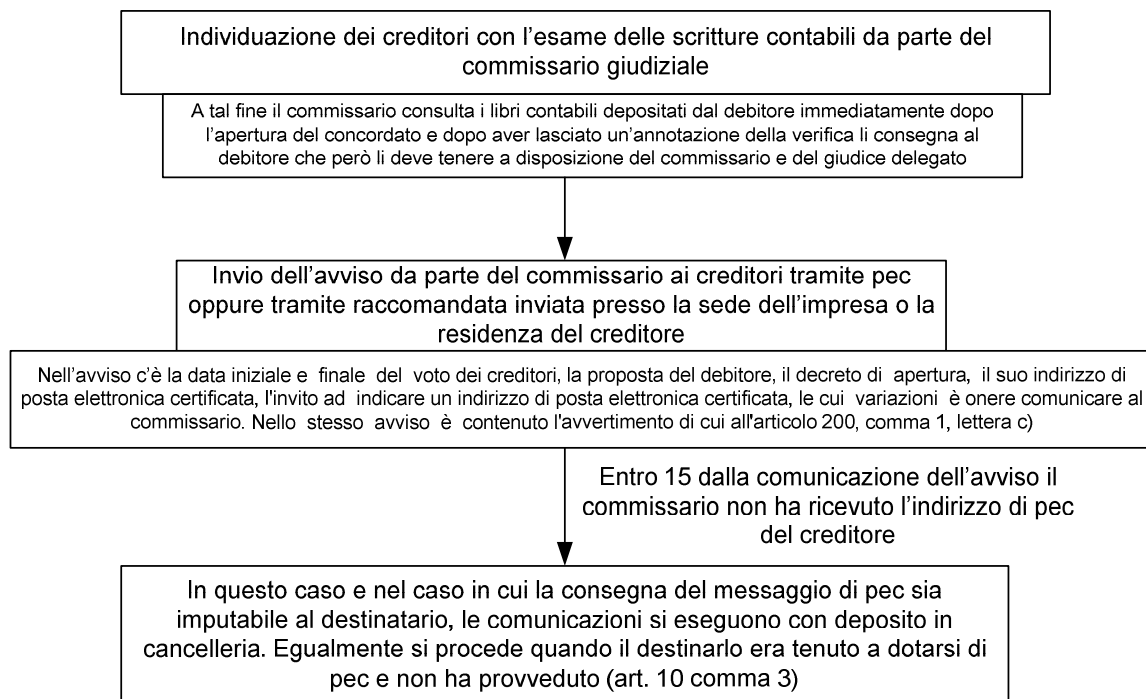 Individuazione dei creditori con l'esame delle scritture contabili da parte del
commissario giudiziale
A tal fine il commissario consulta i libri contabili depositati dal debitore immediatamente dopo
l'apertura del concordato e dopo aver lasciato un'annotazione della verifica li consegna al
debitore che però li deve tenere a disposizione del commissario e del giudice delegato
Invio dell'avviso da parte del commissario ai creditori tramite pec
oppure tramite raccomandata inviata presso la sede dell'impresa o la
residenza del creditore
Nell'avviso c'è la data iniziale e finale del voto dei creditori, la proposta del debitore, il decreto di apertura, il suo indirizzo di
posta elettronica certificata, l'invito ad indicare un indirizzo di posta elettronica certificata, le cui variazioni è onere comunicare al
commissario. Nello stesso avviso è contenuto l'avvertimento di cui all'articolo 200, comma 1, lettera c)
Entro 15 dalla comunicazione dell'avviso il
commissario non ha ricevuto l'indirizzo di pec
del creditore
In questo caso e nel caso in cui la consegna del messaggio di pec sia
imputabile al destinatario, le comunicazioni si eseguono con deposito in
cancelleria. Egualmente si procede quando il destinarlo era tenuto a dotarsi di
pec e non ha provveduto (art. 10 comma 3)